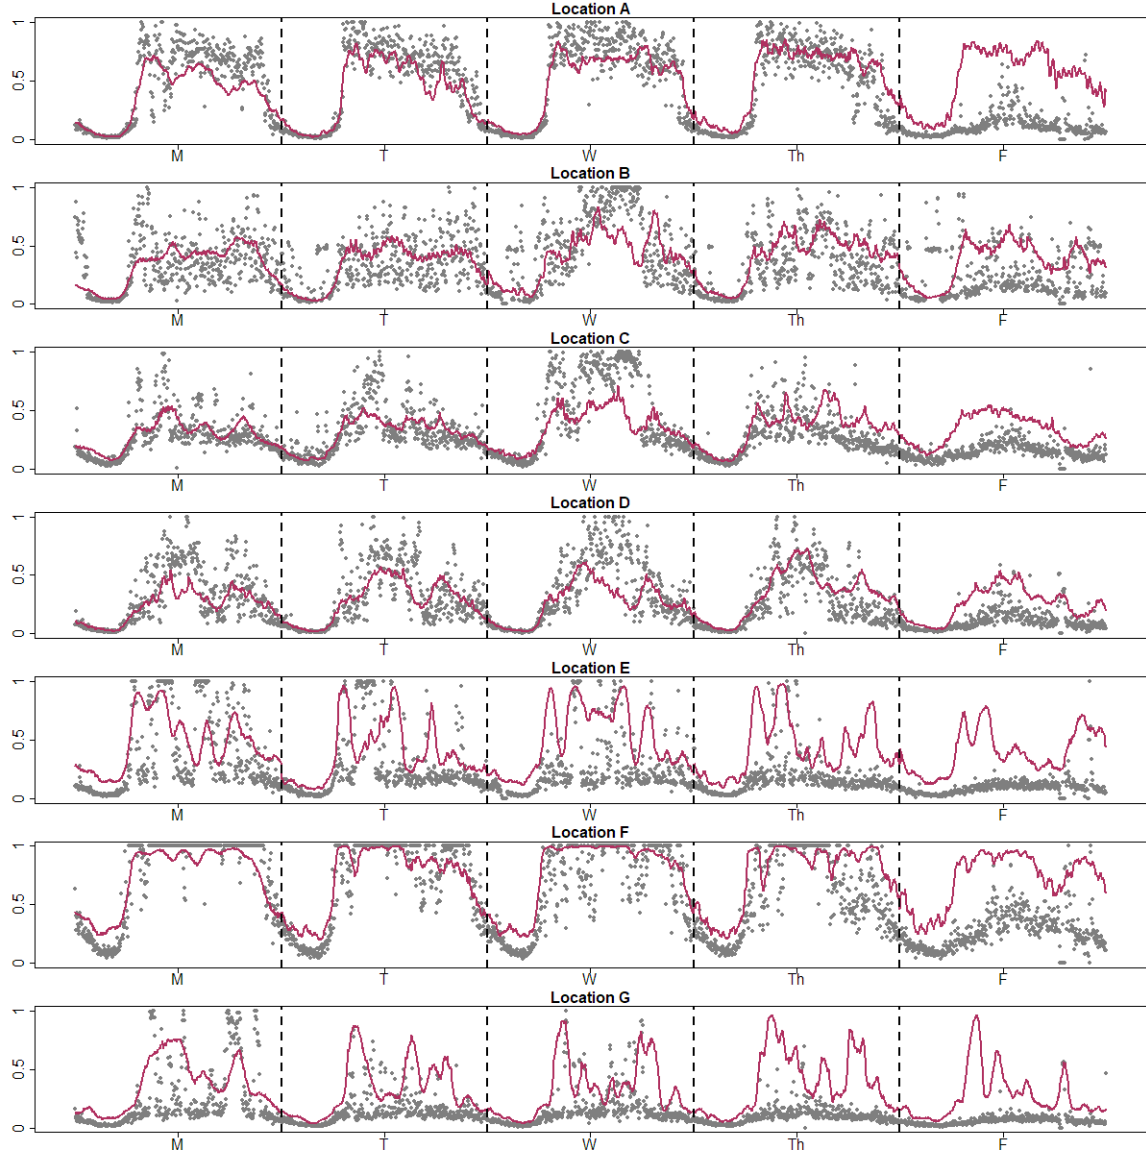 Location A
1
0.5
0
M T W Th F
Location B
1
0.5
0
M T W Th F
Location C
1
0.5
0
M T W Th F
Location D
1
0.5
0
M T W Th F
Location E
1
0.5
0
M T W Th F
Location F
1
0.5
0
M T W Th F
Location G
1
0.5
0
M T W Th F